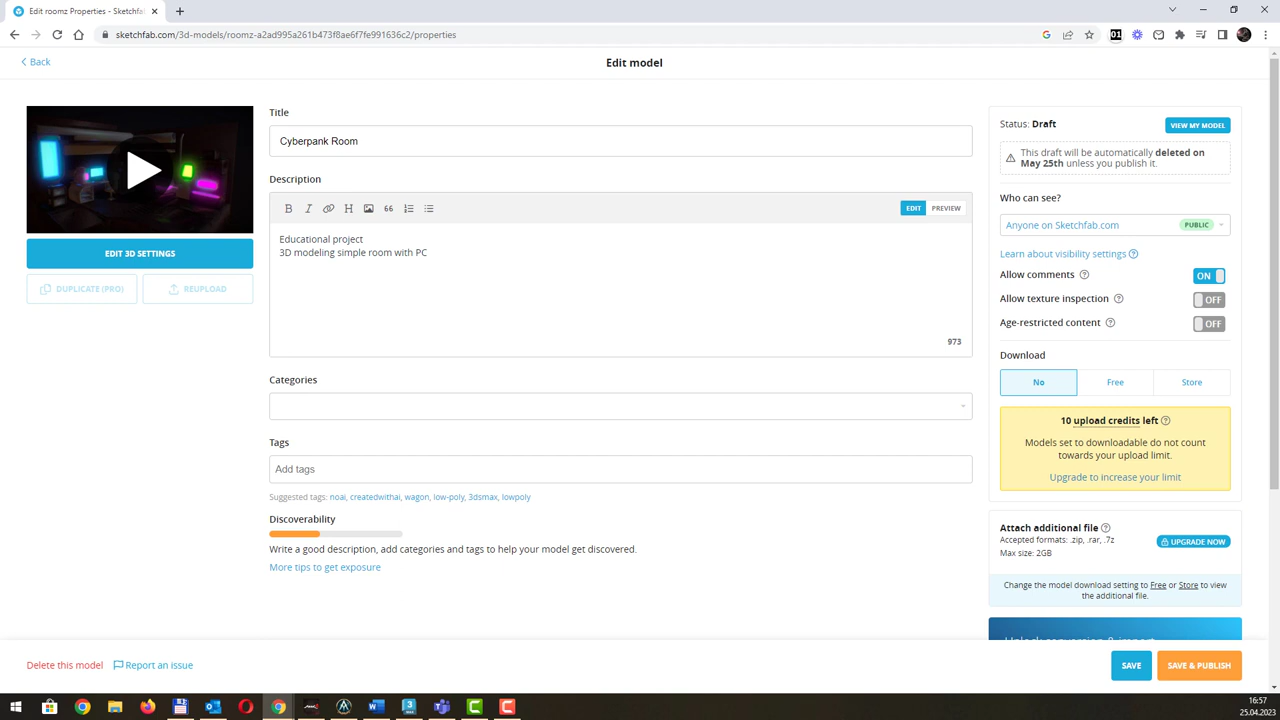 Edit roomz Properties - Sketchfab
sketchfab.com/3d-models/roomz-a2ad995a261b473f8ae6f7fe991636c2/properties
Back
Edit model
EDIT 3D SETTINGS
DUPLICATE (PRO)
REUPLOAD
Title
Cyberpank Room
Description
B I H 66
EDIT
PREVIEW
Educational project
3D modeling simple room with PC
973
Categories
Tags
Add tags
Suggested tags: noai, createdwithai, wagon, low-poly, 3dsmax, lowpoly
Discoverability
Write a good description, add categories and tags to help your model get discovered.
More tips to get exposure
Status: Draft
VIEW MY MODEL
This draft will be automatically deleted on
May 25th unless you publish it.
Who can see?
Anyone on Sketchfab.com
PUBLIC
Learn about visibility settings
Allow comments
ON
Allow texture inspection
OFF
Age-restricted content
OFF
Download
No
Free
Store
10 upload credits left
Models set to downloadable do not count
towards your upload limit.
Upgrade to increase your limit
Attach additional file
Accepted formats: .zip, .rar, .7z
Max size: 2GB
UPGRADE NOW
Change the model download setting to Free or Store to view
the additional file.
Delete this model
Report an issue
SAVE
SAVE & PUBLISH
16:57
25.04.2023